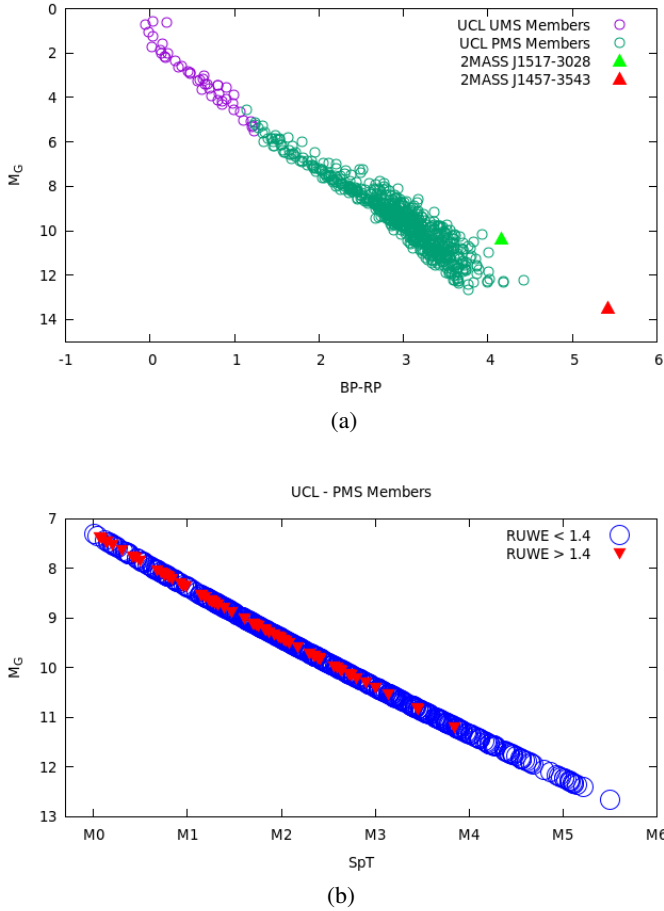 0
2
4
6
8
10
12
14
M_G
-1 0 1 2 3 4 5 6
BP-RP
UCL UMS Members
UCL PMS Members
2MASS J1517-3028
2MASS J1457-3543
(a)
UCL - PMS Members
7
8
9
10
11
12
13
M_G
M0 M1 M2 M3 M4 M5 M6
SpT
RUWE < 1.4
RUWE > 1.4
(b)